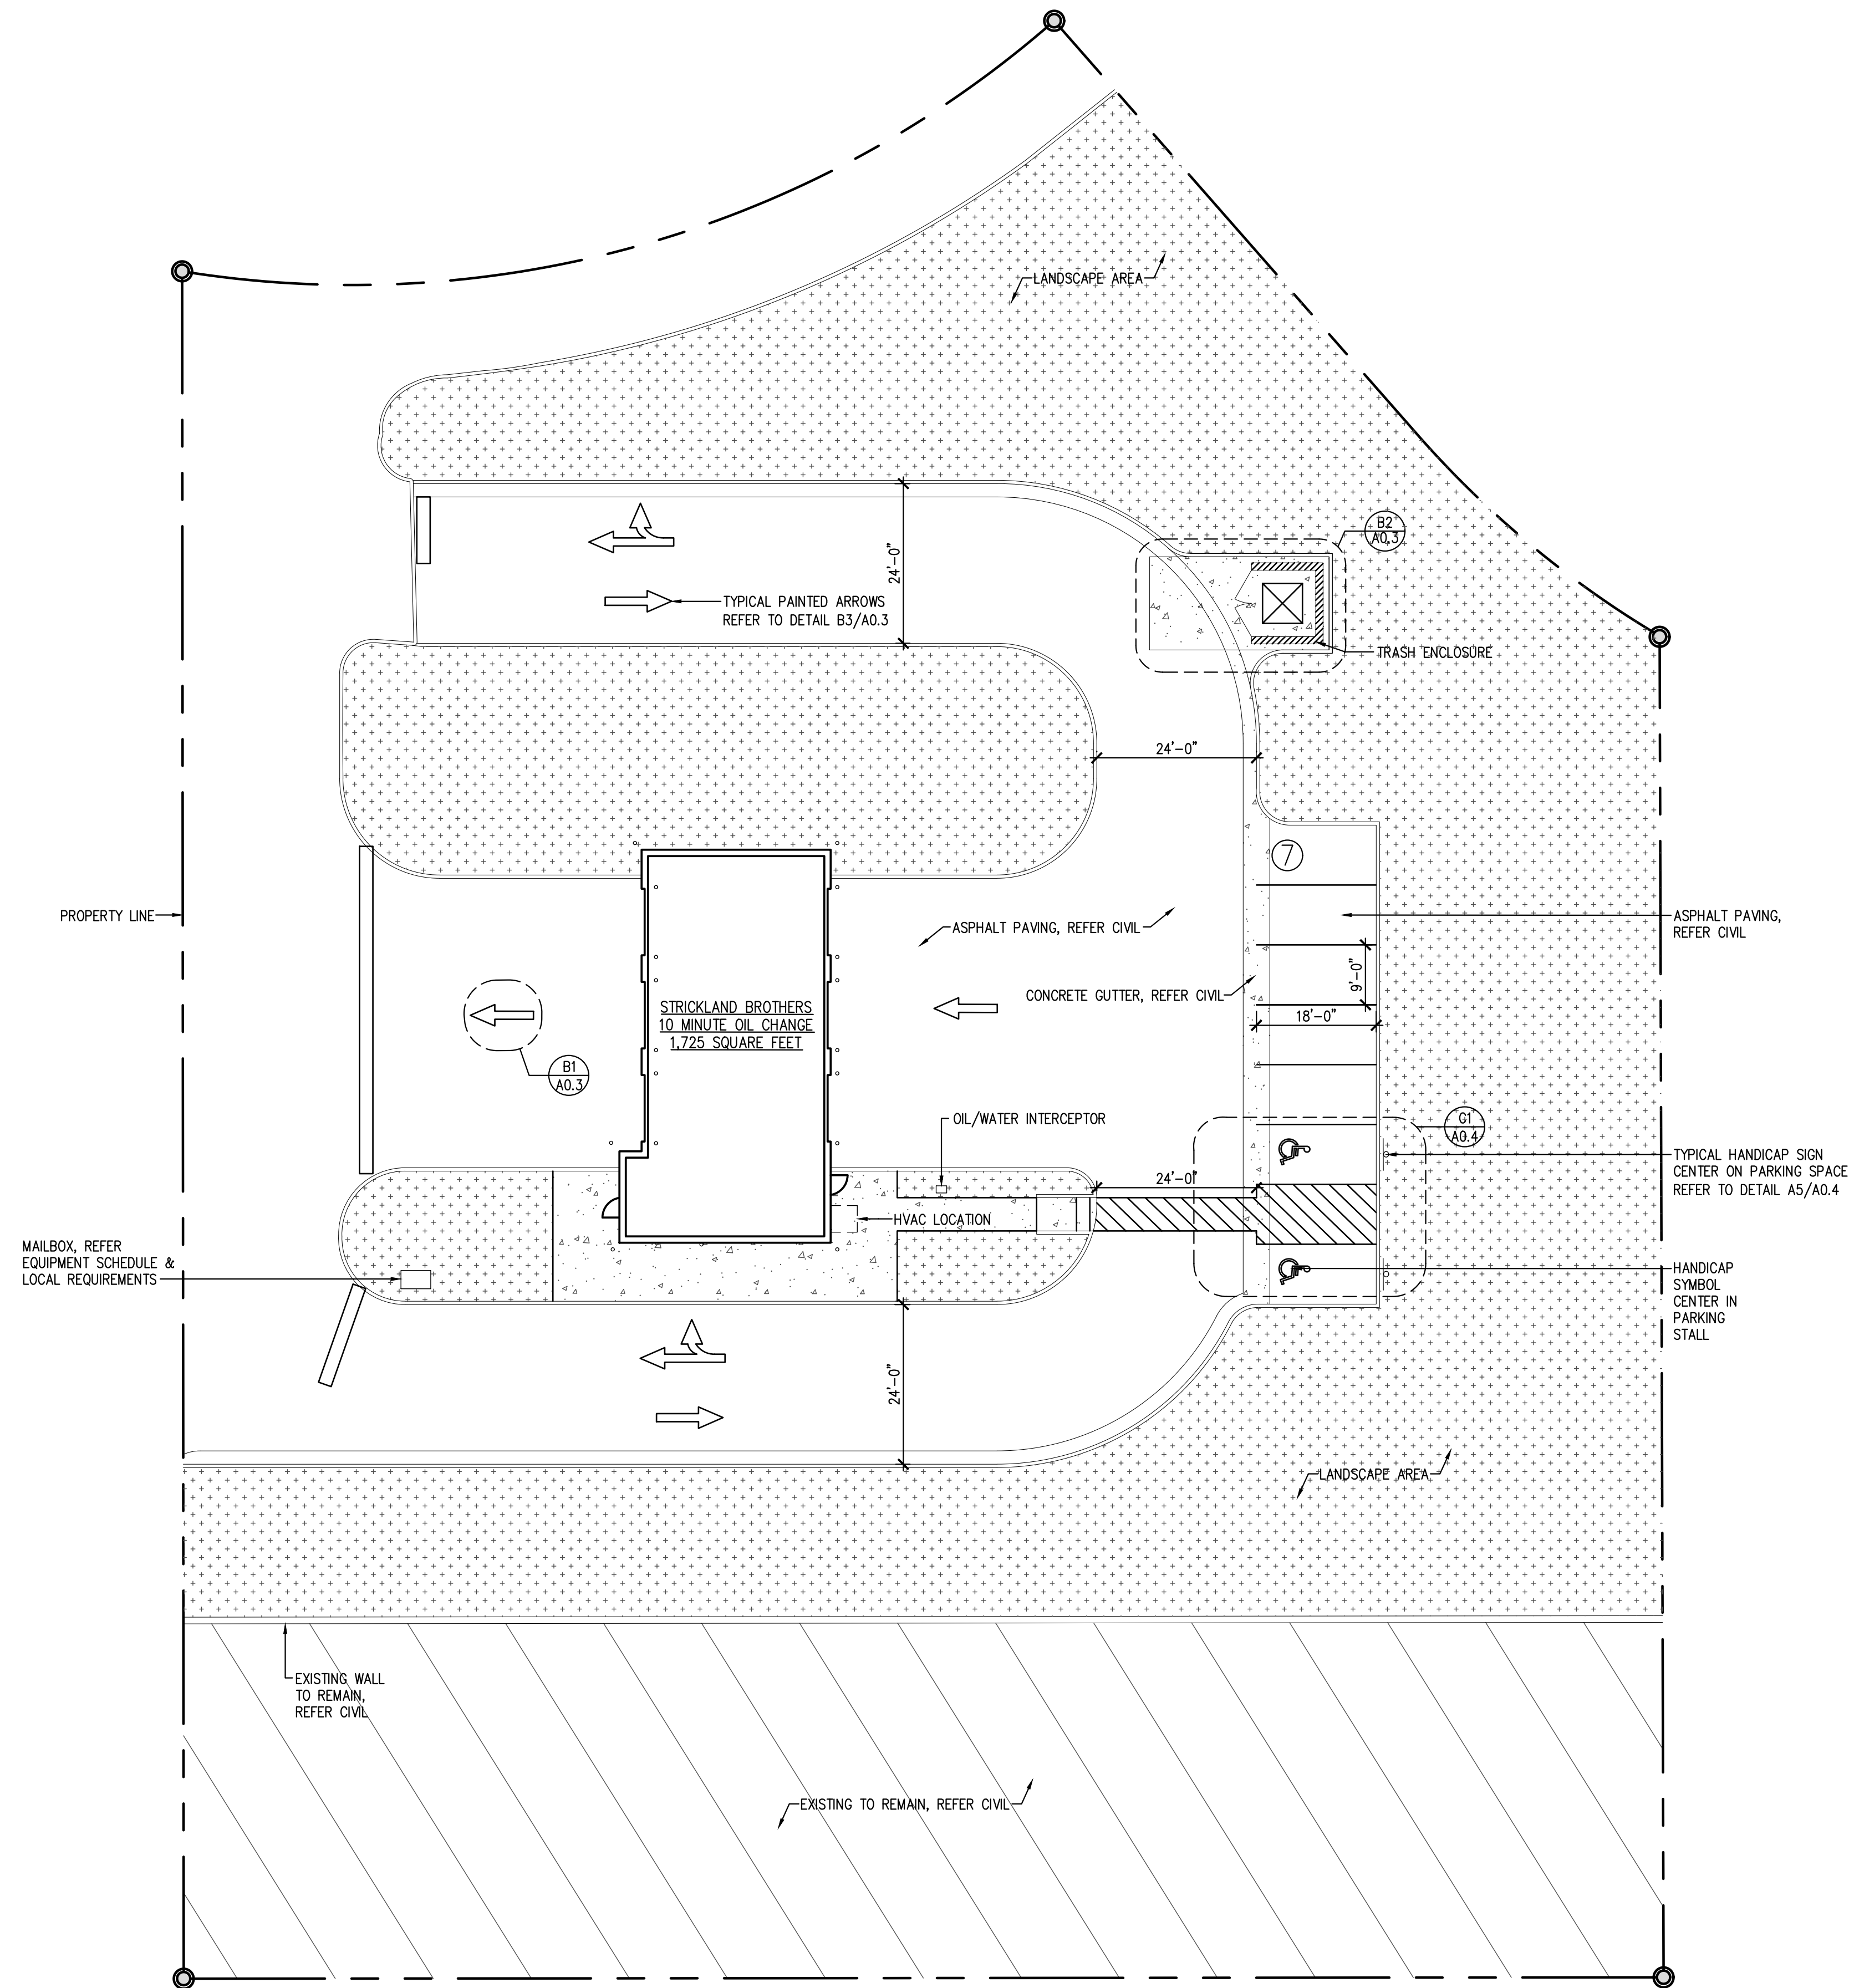 LANDSCAPE AREA
B2
A0.3
24'-0"
TYPICAL PAINTED ARROWS
REFER TO DETAIL B3/A0.3
TRASH ENCLOSURE
24'-0"
7
PROPERTY LINE
ASPHALT PAVING, REFER CIVIL
ASPHALT PAVING,
REFER CIVIL
9'-0"
CONCRETE GUTTER, REFER CIVIL
18'-0"
STRICKLAND BROTHERS
10 MINUTE OIL CHANGE
1,725 SQUARE FEET
B1
A0.3
OIL/WATER INTERCEPTOR
G1
A0.4
TYPICAL HANDICAP SIGN
CENTER ON PARKING SPACE
REFER TO DETAIL A5/A0.4
24'-0"
HVAC LOCATION
MAILBOX, REFER
EQUIPMENT SCHEDULE &
LOCAL REQUIREMENTS
HANDICAP
SYMBOL
CENTER IN
PARKING
STALL
24'-0"
LANDSCAPE AREA
EXISTING WALL
TO REMAIN,
REFER CIVIL
EXISTING TO REMAIN, REFER CIVIL